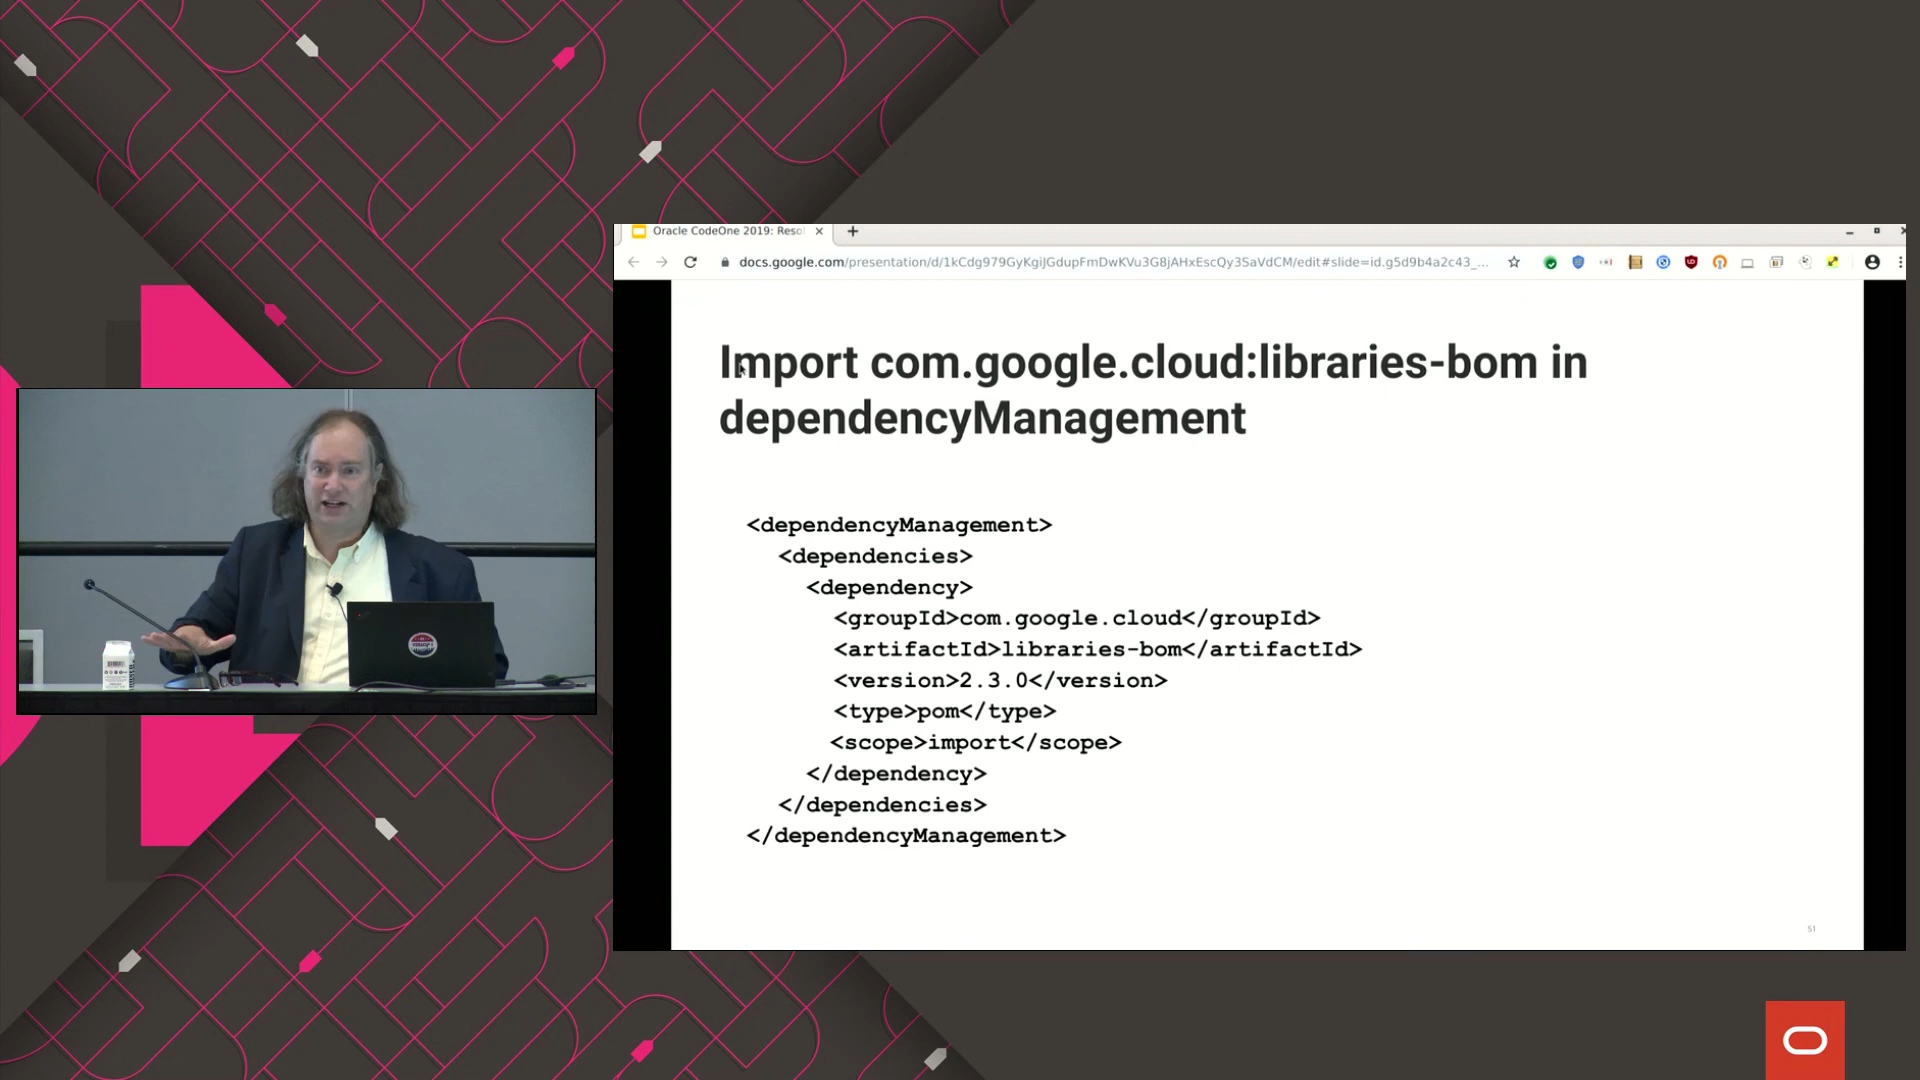 Oracle CodeOne 2019: Resol
docs.google.com/presentation/d/1kCdg979GyKgiJGdupFmDwKVu3G8jAHxEscQy3SaVdCM/edit#slide=id.g5d9b4a2c43_...
Import com.google.cloud:libraries-bom in
dependencyManagement
<dependencyManagement>
<dependencies>
<dependency>
<groupId>com.google.cloud</groupId>
<artifactId>libraries-bom</artifactId>
<version>2.3.0</version>
<type>pom</type>
<scope>import</scope>
</dependency>
</dependencies>
</dependencyManagement>
51